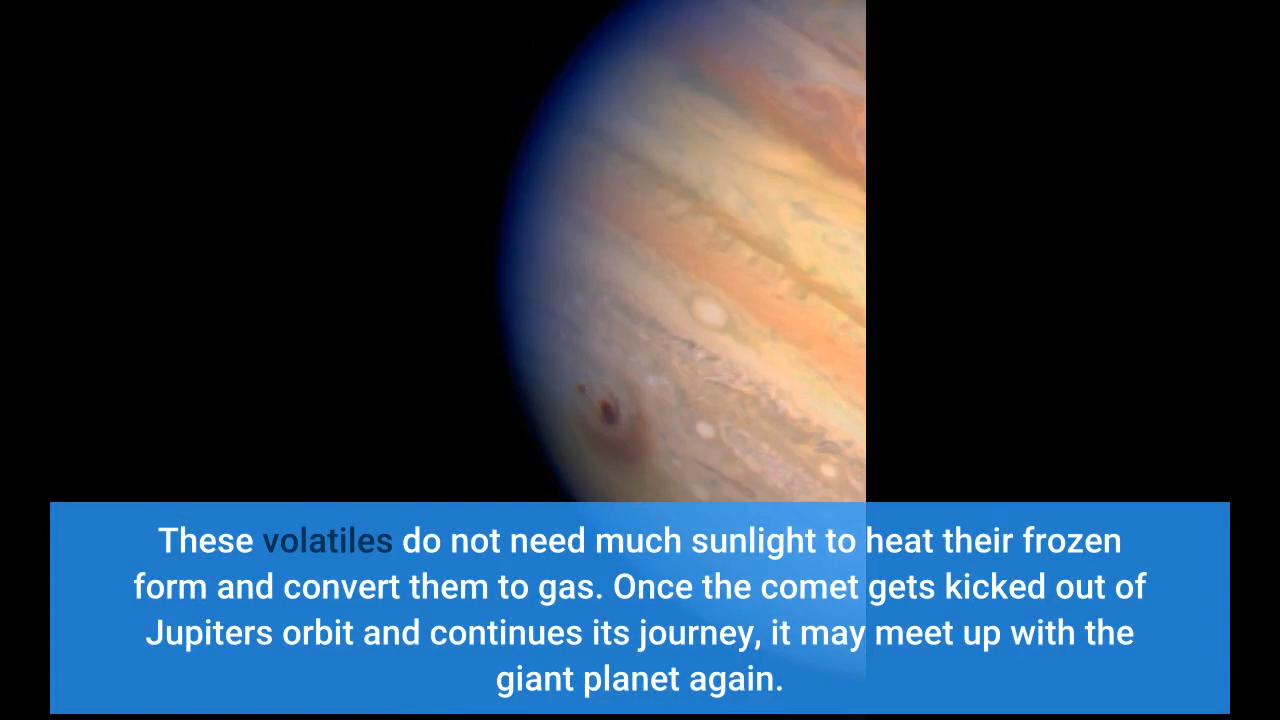 These volatiles do not need much sunlight to heat their frozen
form and convert them to gas. Once the comet gets kicked out of
Jupiters orbit and continues its journey, it may meet up with the
giant planet again.